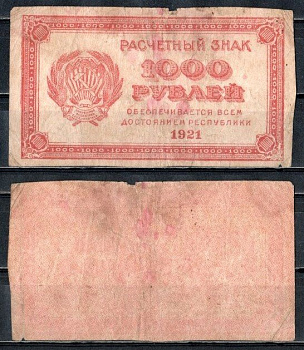 РАСЧЕТНЫЙ ЗНАК
1000
РУБЛЕЙ
ОБЕСПЕЧИВАЕТСЯ ВСЕМ
ДОСТОЯНИЕМ РЕСПУБЛИКИ
1921